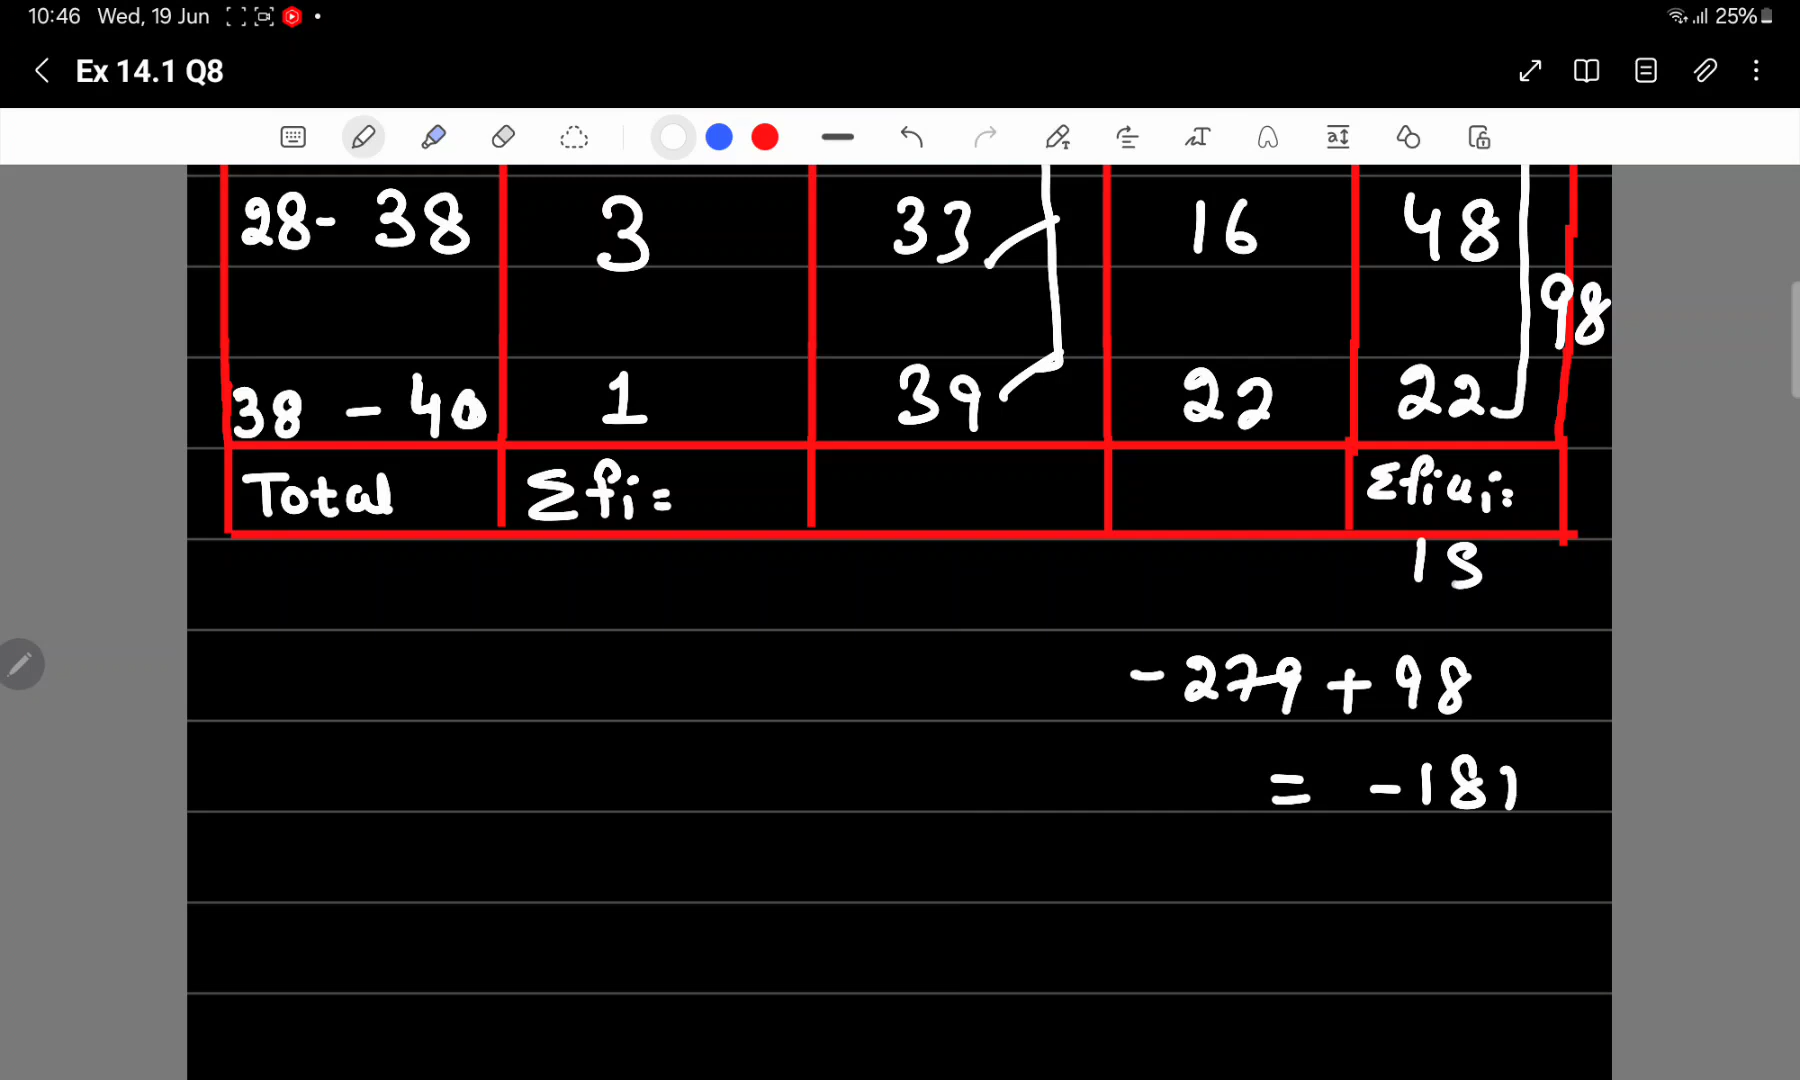 10:46 Wed, 19 Jun 25%
Ex 14.1 Q8
28 - 38 3 33 16 48
98
38 - 40 1 39 22 22
Total Σfi = Σfiui =
15
-279 + 98
= -181